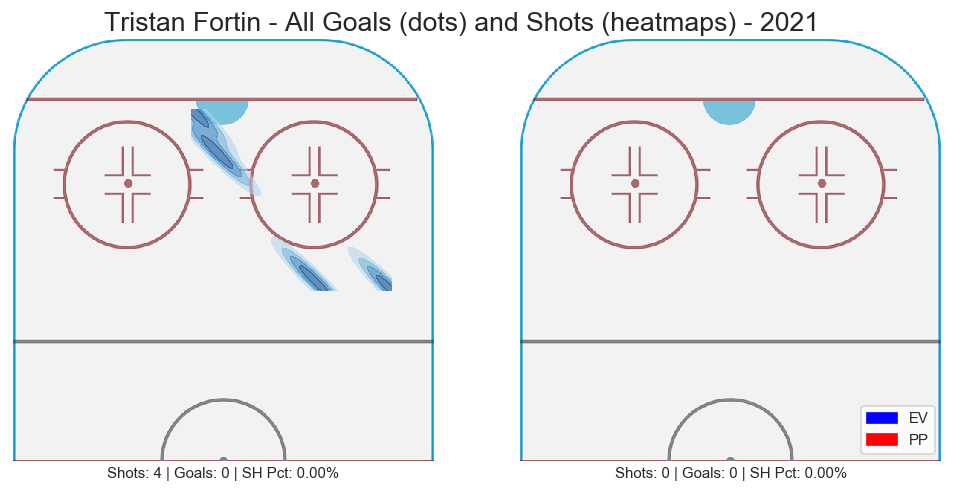 Tristan Fortin - All Goals (dots) and Shots (heatmaps) - 2021
EV
PP
Shots: 4 | Goals: 0 | SH Pct: 0.00%
Shots: 0 | Goals: 0 | SH Pct: 0.00%